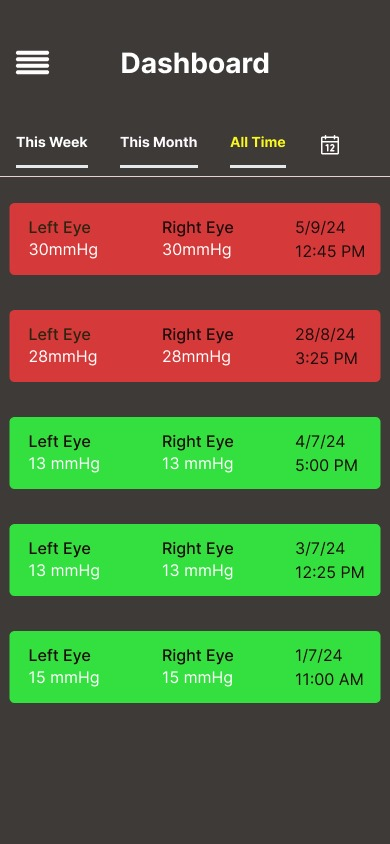 Dashboard
This Week This Month All Time 12
Left Eye Right Eye 5/9/24
30mmHg 30mmHg 12:45 PM
Left Eye Right Eye 28/8/24
28mmHg 28mmHg 3:25 PM
Left Eye Right Eye 4/7/24
13 mmHg 13 mmHg 5:00 PM
Left Eye Right Eye 3/7/24
13 mmHg 13 mmHg 12:25 PM
Left Eye Right Eye 1/7/24
15 mmHg 15 mmHg 11:00 AM